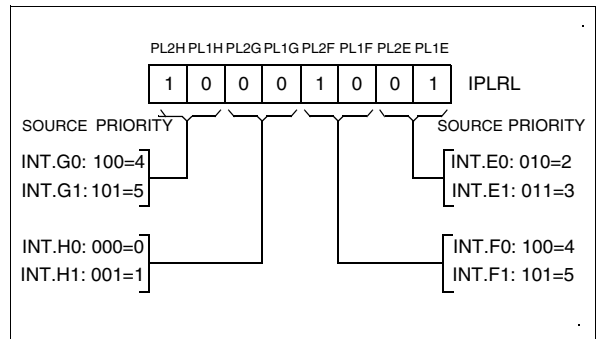 PL2H PL1H PL2G PL1G PL2F PL1F PL2E PL1E
1 0 0 0 1 0 0 1 IPLRL
SOURCE PRIORITY SOURCE PRIORITY
INT.G0: 100=4 INT.E0: 010=2
INT.G1: 101=5 INT.E1: 011=3
INT.H0: 000=0 INT.F0: 100=4
INT.H1: 001=1 INT.F1: 101=5